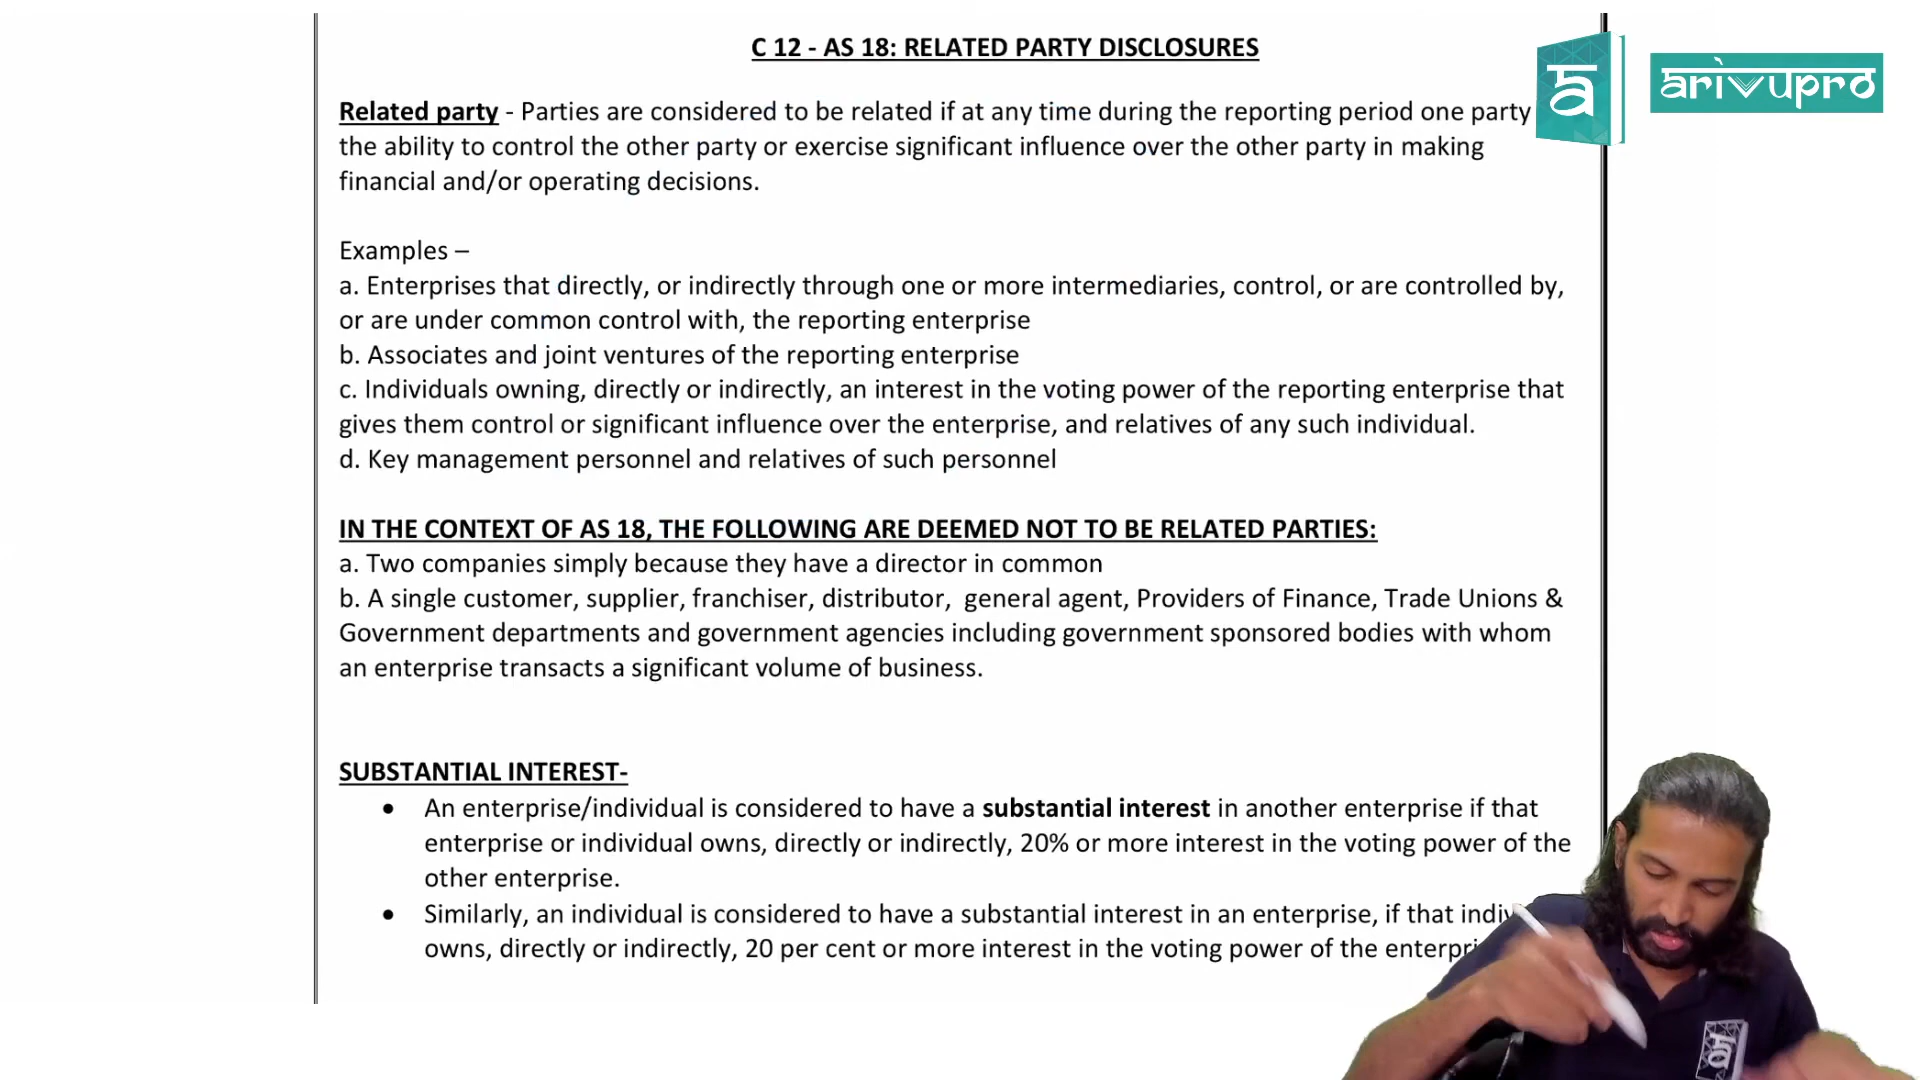 C 12 - AS 18: RELATED PARTY DISCLOSURES
ā
arivupro
Related party - Parties are considered to be related if at any time during the reporting period one party
the ability to control the other party or exercise significant influence over the other party in making
financial and/or operating decisions.
Examples –
a. Enterprises that directly, or indirectly through one or more intermediaries, control, or are controlled by,
or are under common control with, the reporting enterprise
b. Associates and joint ventures of the reporting enterprise
c. Individuals owning, directly or indirectly, an interest in the voting power of the reporting enterprise that
gives them control or significant influence over the enterprise, and relatives of any such individual.
d. Key management personnel and relatives of such personnel
IN THE CONTEXT OF AS 18, THE FOLLOWING ARE DEEMED NOT TO BE RELATED PARTIES:
a. Two companies simply because they have a director in common
b. A single customer, supplier, franchiser, distributor, general agent, Providers of Finance, Trade Unions &
Government departments and government agencies including government sponsored bodies with whom
an enterprise transacts a significant volume of business.
SUBSTANTIAL INTEREST-
• An enterprise/individual is considered to have a substantial interest in another enterprise if that
enterprise or individual owns, directly or indirectly, 20% or more interest in the voting power of the
other enterprise.
• Similarly, an individual is considered to have a substantial interest in an enterprise, if that
owns, directly or indirectly, 20 per cent or more interest in the voting power of the
ā